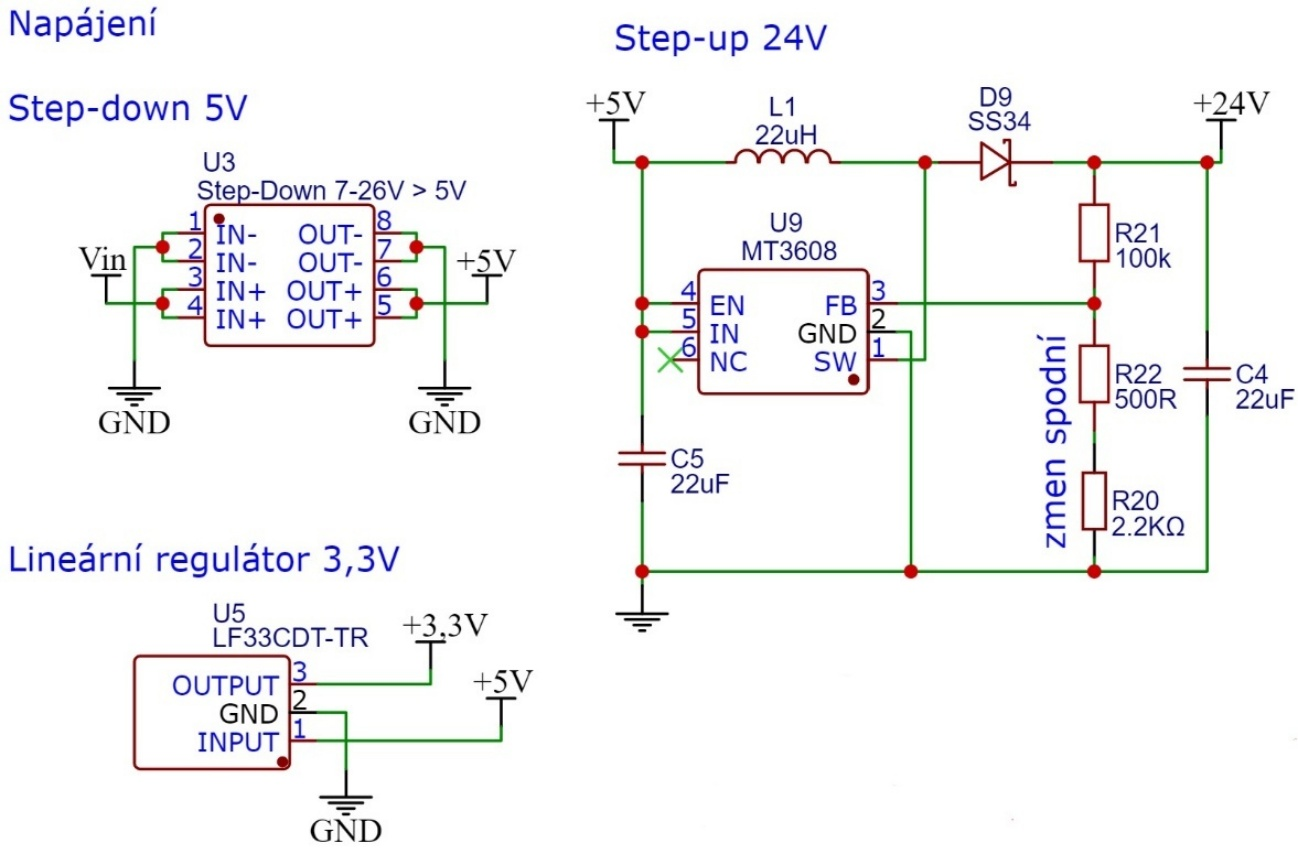 Napájení
Step-down 5V
U3
Step-Down 7-26V > 5V
1 IN- OUT- 8
2 IN- OUT- 7
3 IN+ OUT+ 6
4 IN+ OUT+ 5
Vin
+5V
GND
GND
Lineární regulátor 3,3V
U5
LF33CDT-TR
+3,3V
OUTPUT 3
GND 2
INPUT 1
+5V
GND
Step-up 24V
+5V
L1
22uH
D9
SS34
+24V
U9
MT3608
4 EN FB 3
5 IN GND 2
6 NC SW 1
R21
100k
R22
500R
R20
2.2KΩ
zmen spodní
C4
22uF
C5
22uF